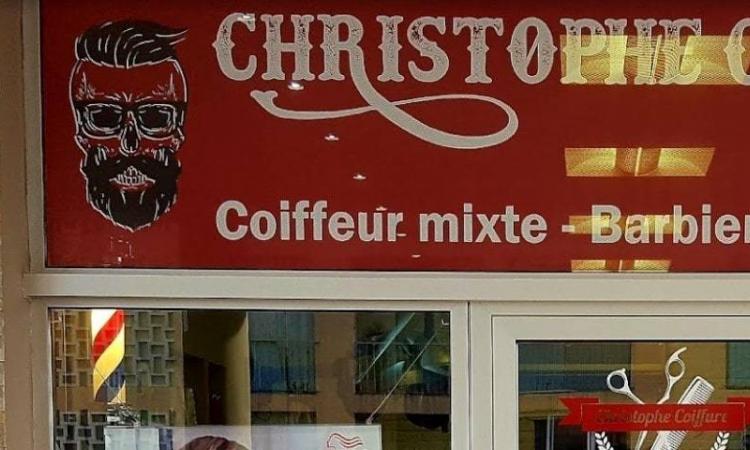 CHRISTOPHE C
Coiffeur mixte - Barbier
Christophe Coiffure